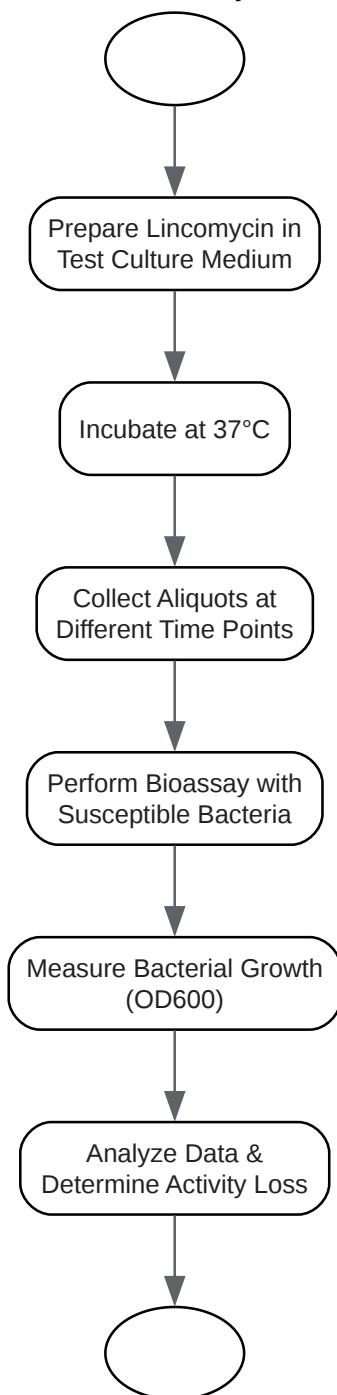 Prepare Lincomycin in
Test Culture Medium
Incubate at 37°C
Collect Aliquots at
Different Time Points
Perform Bioassay with
Susceptible Bacteria
Measure Bacterial Growth
(OD600)
Analyze Data &
Determine Activity Loss